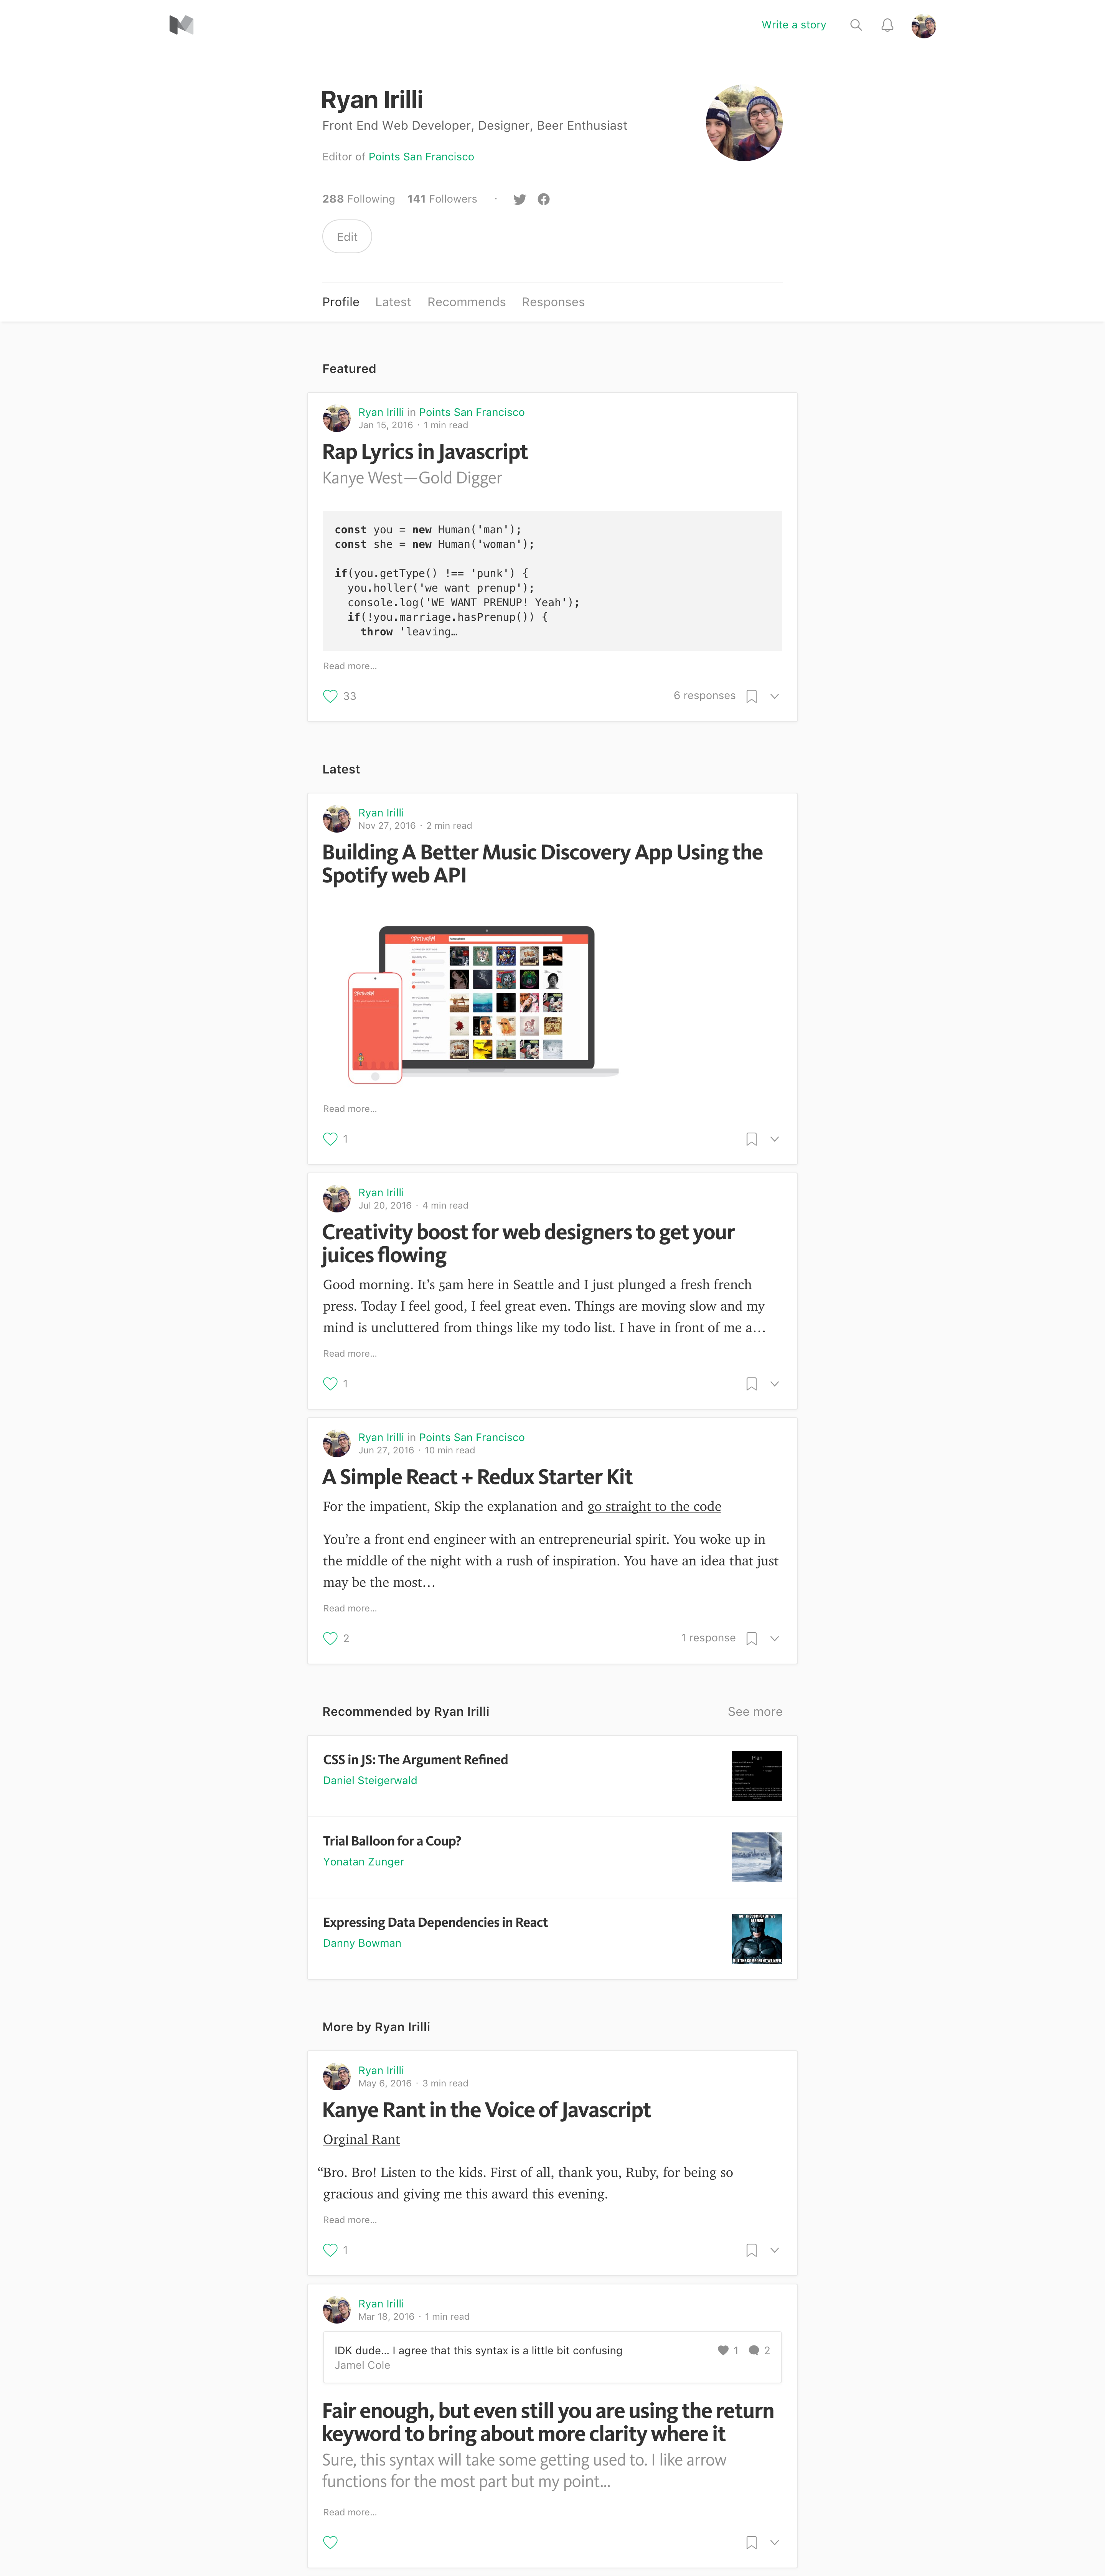 Write a story
Ryan Irilli
Front End Web Developer, Designer, Beer Enthusiast
Editor of Points San Francisco
288 Following 141 Followers ·
Edit
Profile Latest Recommends Responses
Featured
Ryan Irilli in Points San Francisco
Jan 15, 2016 · 1 min read
Rap Lyrics in Javascript
Kanye West—Gold Digger
const you = new Human('man');
const she = new Human('woman');
if(you.getType() !== 'punk') {
you.holler('we want prenup');
console.log('WE WANT PRENUP! Yeah');
if(!you.marriage.hasPrenup()) {
throw 'leaving…
Read more…
33 6 responses
Latest
Ryan Irilli
Nov 27, 2016 · 2 min read
Building A Better Music Discovery App Using the
Spotify web API
Read more…
1
Ryan Irilli
Jul 20, 2016 · 4 min read
Creativity boost for web designers to get your
juices flowing
Good morning. It’s 5am here in Seattle and I just plunged a fresh french
press. Today I feel good, I feel great even. Things are moving slow and my
mind is uncluttered from things like my todo list. I have in front of me a…
Read more…
1
Ryan Irilli in Points San Francisco
Jun 27, 2016 · 10 min read
A Simple React + Redux Starter Kit
For the impatient, Skip the explanation and go straight to the code
You’re a front end engineer with an entrepreneurial spirit. You woke up in
the middle of the night with a rush of inspiration. You have an idea that just
may be the most…
Read more…
2 1 response
Recommended by Ryan Irilli See more
CSS in JS: The Argument Refined
Daniel Steigerwald
Plan
Trial Balloon for a Coup?
Yonatan Zunger
Expressing Data Dependencies in React
Danny Bowman
More by Ryan Irilli
Ryan Irilli
May 6, 2016 · 3 min read
Kanye Rant in the Voice of Javascript
Orginal Rant
“Bro. Bro! Listen to the kids. First of all, thank you, Ruby, for being so
gracious and giving me this award this evening.
Read more…
1
Ryan Irilli
Mar 18, 2016 · 1 min read
IDK dude… I agree that this syntax is a little bit confusing 1 2
Jamel Cole
Fair enough, but even still you are using the return
keyword to bring about more clarity where it
Sure, this syntax will take some getting used to. I like arrow
functions for the most part but my point…
Read more…